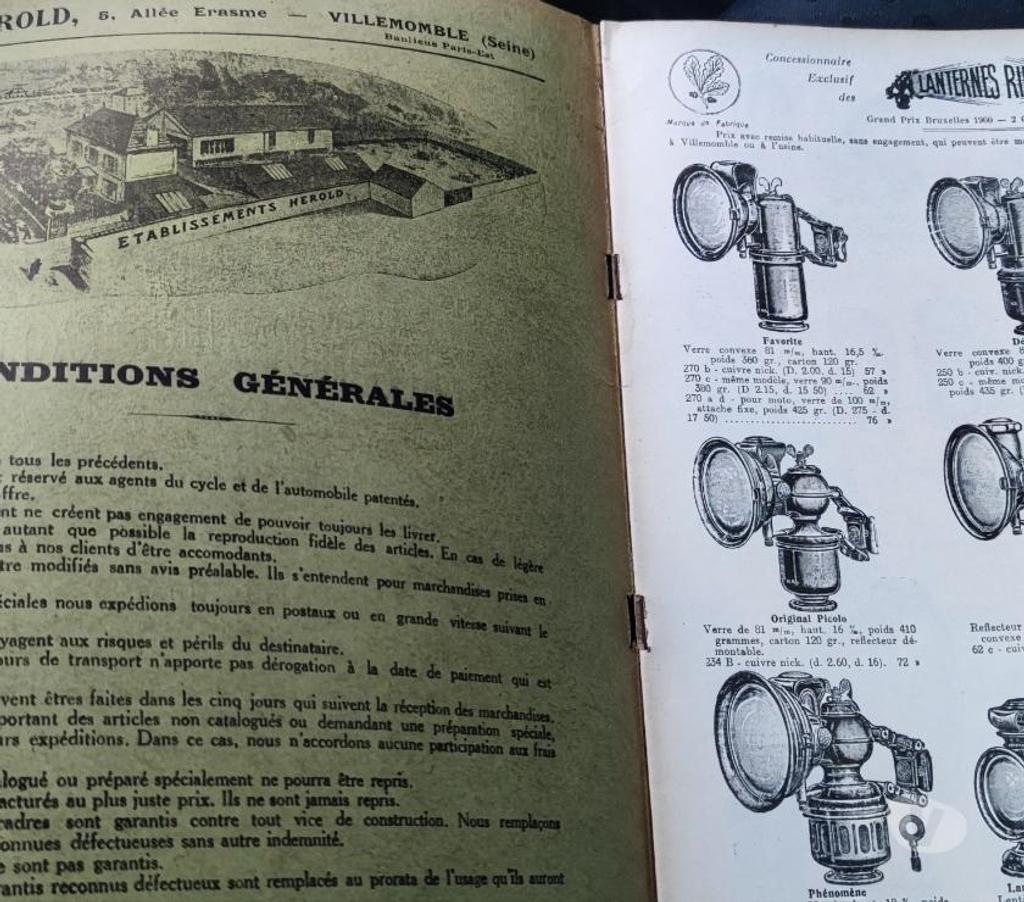 ROLD, 5, Allée Erasme — VILLEMOMBLE (Seine)
Banlieue Paris-Est
ETABLISSEMENTS HEROLD
NDITIONS GÉNÉRALES
tous les précédents.
réservé aux agents du cycle et de l'automobile patentés.
ffre.
nt ne créent pas engagement de pouvoir toujours les livrer.
autant que possible la reproduction fidèle des articles. En cas de légère
s à nos clients d'être accomodants.
tre modifiés sans avis préalable. Ils s'entendent pour marchandises prises en
éciales nous expédions toujours en postaux ou en grande vitesse suivant le
yagent aux risques et périls du destinataire.
ours de transport n'apporte pas dérogation à la date de paiement qui est
vent êtres faites dans les cinq jours qui suivent la réception des marchandises.
portant des articles non catalogués ou demandant une préparation spéciale,
urs expéditions. Dans ce cas, nous n'accordons aucune participation aux frais
alogué ou préparé spécialement ne pourra être repris.
acturés au plus juste prix. Ils ne sont jamais repris.
cadres sont garantis contre tout vice de construction. Nous remplaçons
onnues défectueuses sans autre indemnité.
e sont pas garantis.
rantis reconnus défectueux sont remplacés au prorata de l'usage qu'ils auront
Concessionnaire
Exclusif
des
LANTERNES RI
Marque de Fabrique
Grand Prix Bruxelles 1900 — 2 G
Prix avec remise habituelle, sans engagement, qui peuvent être m
à Villemomble ou à l'usine.
Favorite
Verre convexe 81 m/m, haut. 16,5 %,
poids 360 gr., carton 120 gr.
270 b - cuivre nick. (D. 2.00, d. 15) 57 »
270 c - même modèle, verre 90 m/m, poids
380 gr. (D 2.15, d. 15 50) .... 62 »
270 a d - pour moto, verre de 100 m/m,
attache fixe, poids 425 gr. (D. 275 - d.
17 50) ........................ 76 »
Dé
Verre convexe 8
poids 400 g
250 b - cuiv. nick.
250 c - même mo
poids 435 gr. (
Original Picolo
Verre de 81 m/m, haut. 16 %, poids 410
grammes, carton 120 gr., réflecteur dé-
montable.
234 B - cuivre nick. (d. 2.60, d. 16). 72 »
Reflecteur
convexe
62 c - cuiv
Phénomène
La